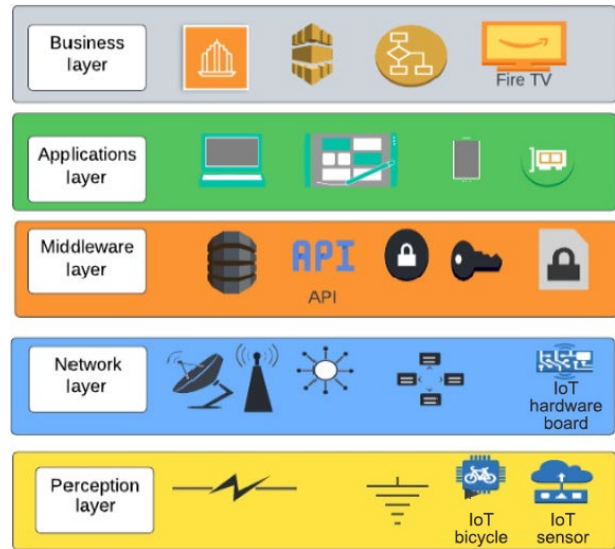 Business
layer
Fire TV
Applications
layer
Middleware
layer
API
API
Network
layer
IoT
hardware
board
Perception
layer
IoT
bicycle
IoT
sensor